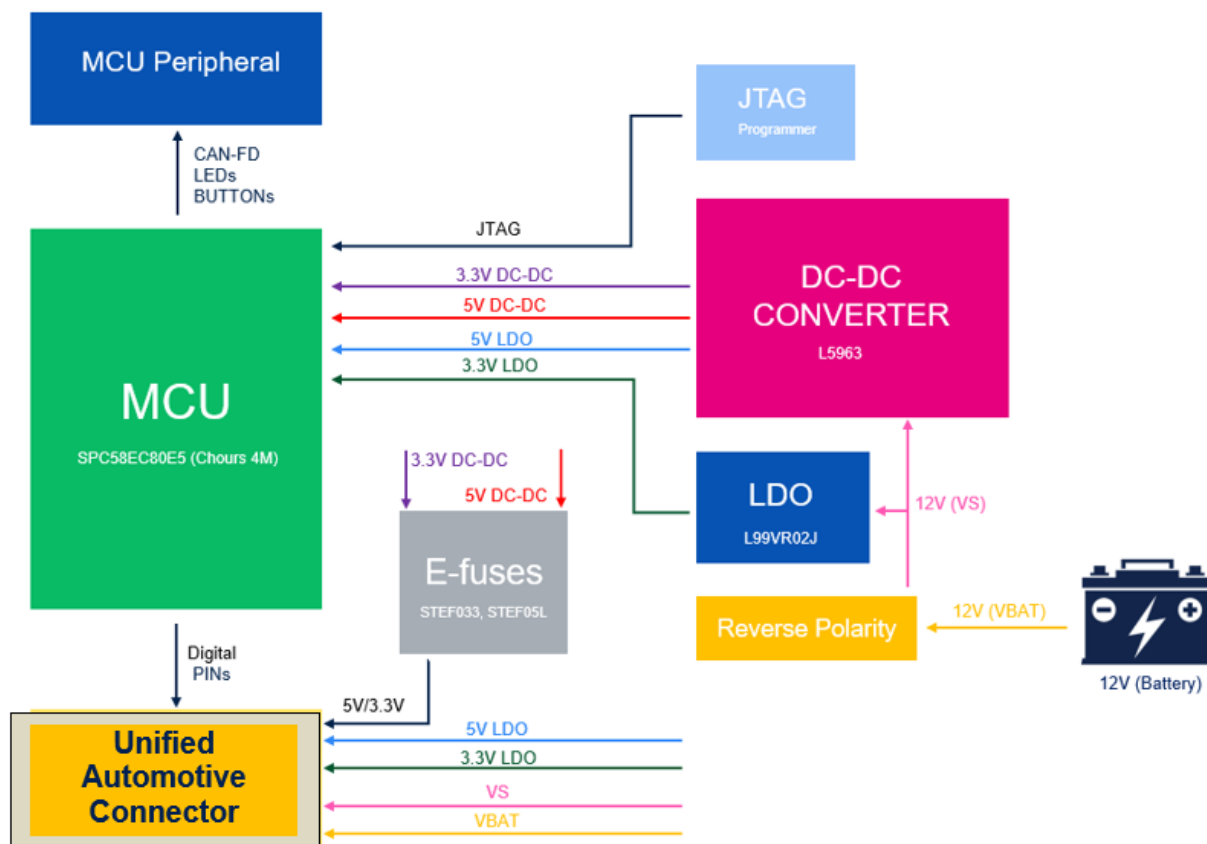 MCU Peripheral
JTAG
Programmer
CAN-FD
LEDs
BUTTONs
JTAG
3.3V DC-DC
5V DC-DC
5V LDO
3.3V LDO
DC-DC
CONVERTER
L5963
MCU
SPC58EC80E5 (Chours 4M)
3.3V DC-DC
5V DC-DC
E-fuses
STEF033, STEF05L
LDO
L99VR02J
12V (VS)
Reverse Polarity
12V (VBAT)
12V (Battery)
Digital
PINs
5V/3.3V
Unified
Automotive
Connector
5V LDO
3.3V LDO
VS
VBAT